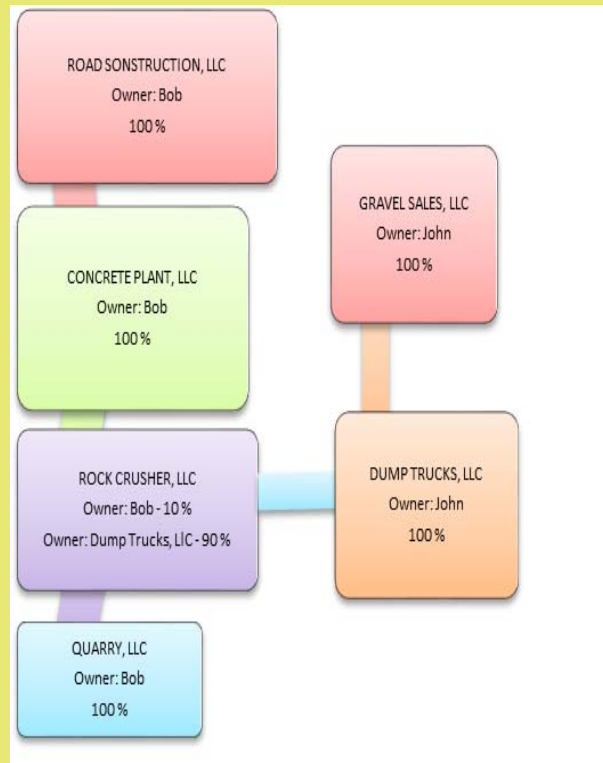 ROAD SONSTRUCTION, LLC
Owner: Bob
100 %
CONCRETE PLANT, LLC
Owner: Bob
100 %
ROCK CRUSHER, LLC
Owner: Bob - 10 %
Owner: Dump Trucks, LlC - 90 %
QUARRY, LLC
Owner: Bob
100 %
GRAVEL SALES, LLC
Owner: John
100 %
DUMP TRUCKS, LLC
Owner: John
100 %